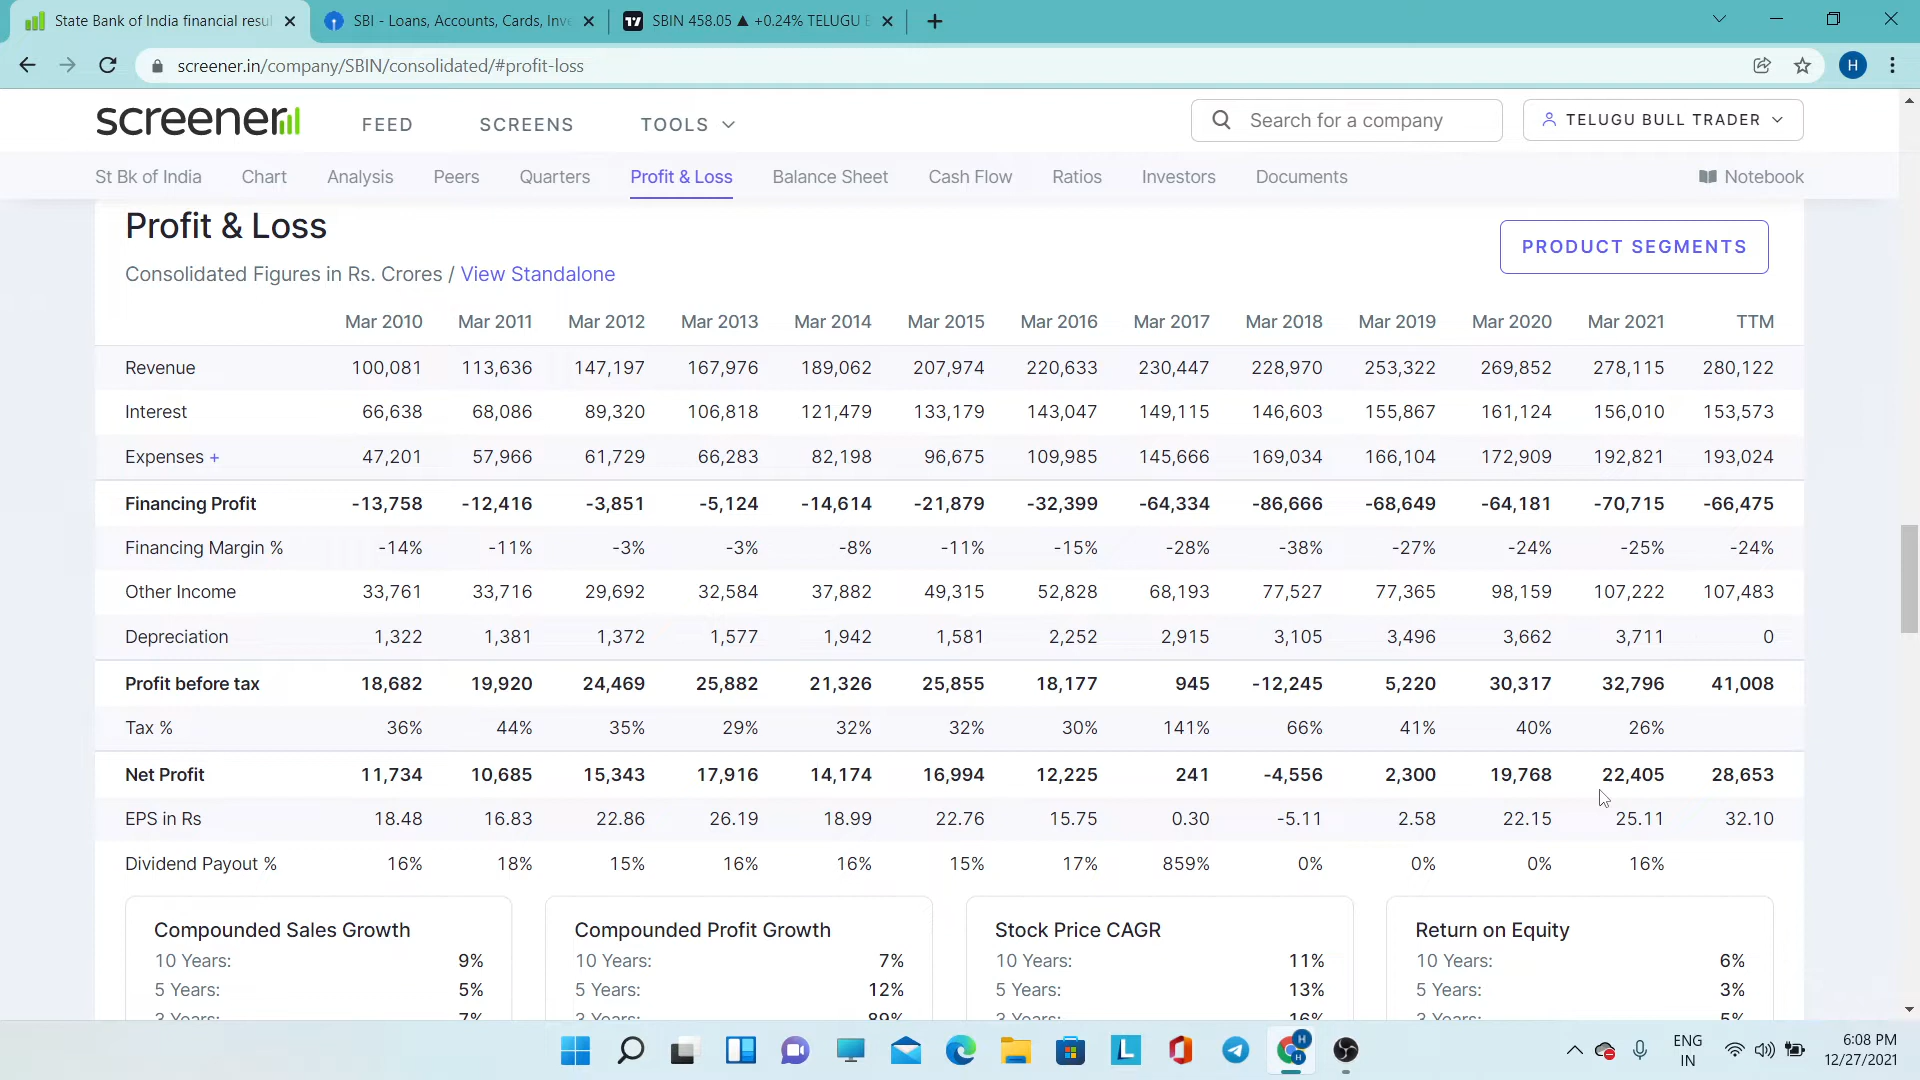 State Bank of India financial resul
SBI - Loans, Accounts, Cards, Inve
SBIN 458.05 ▲ +0.24% TELUGU B
screener.in/company/SBIN/consolidated/#profit-loss
H
screener
FEED
SCREENS
TOOLS
Search for a company
TELUGU BULL TRADER
St Bk of India Chart Analysis Peers Quarters Profit & Loss Balance Sheet Cash Flow Ratios Investors Documents Notebook
Profit & Loss
PRODUCT SEGMENTS
Consolidated Figures in Rs. Crores / View Standalone
Mar 2010 Mar 2011 Mar 2012 Mar 2013 Mar 2014 Mar 2015 Mar 2016 Mar 2017 Mar 2018 Mar 2019 Mar 2020 Mar 2021 TTM
Revenue 100,081 113,636 147,197 167,976 189,062 207,974 220,633 230,447 228,970 253,322 269,852 278,115 280,122
Interest 66,638 68,086 89,320 106,818 121,479 133,179 143,047 149,115 146,603 155,867 161,124 156,010 153,573
Expenses + 47,201 57,966 61,729 66,283 82,198 96,675 109,985 145,666 169,034 166,104 172,909 192,821 193,024
Financing Profit -13,758 -12,416 -3,851 -5,124 -14,614 -21,879 -32,399 -64,334 -86,666 -68,649 -64,181 -70,715 -66,475
Financing Margin % -14% -11% -3% -3% -8% -11% -15% -28% -38% -27% -24% -25% -24%
Other Income 33,761 33,716 29,692 32,584 37,882 49,315 52,828 68,193 77,527 77,365 98,159 107,222 107,483
Depreciation 1,322 1,381 1,372 1,577 1,942 1,581 2,252 2,915 3,105 3,496 3,662 3,711 0
Profit before tax 18,682 19,920 24,469 25,882 21,326 25,855 18,177 945 -12,245 5,220 30,317 32,796 41,008
Tax % 36% 44% 35% 29% 32% 32% 30% 141% 66% 41% 40% 26%
Net Profit 11,734 10,685 15,343 17,916 14,174 16,994 12,225 241 -4,556 2,300 19,768 22,405 28,653
EPS in Rs 18.48 16.83 22.86 26.19 18.99 22.76 15.75 0.30 -5.11 2.58 22.15 25.11 32.10
Dividend Payout % 16% 18% 15% 16% 16% 15% 17% 859% 0% 0% 0% 16%
Compounded Sales Growth Compounded Profit Growth Stock Price CAGR Return on Equity
10 Years: 9% 10 Years: 7% 10 Years: 11% 10 Years: 6%
5 Years: 5% 5 Years: 12% 5 Years: 13% 5 Years: 3%
3 Years: 7% 3 Years: 89% 3 Years: 16% 3 Years: 5%
ENG
IN
6:08 PM
12/27/2021